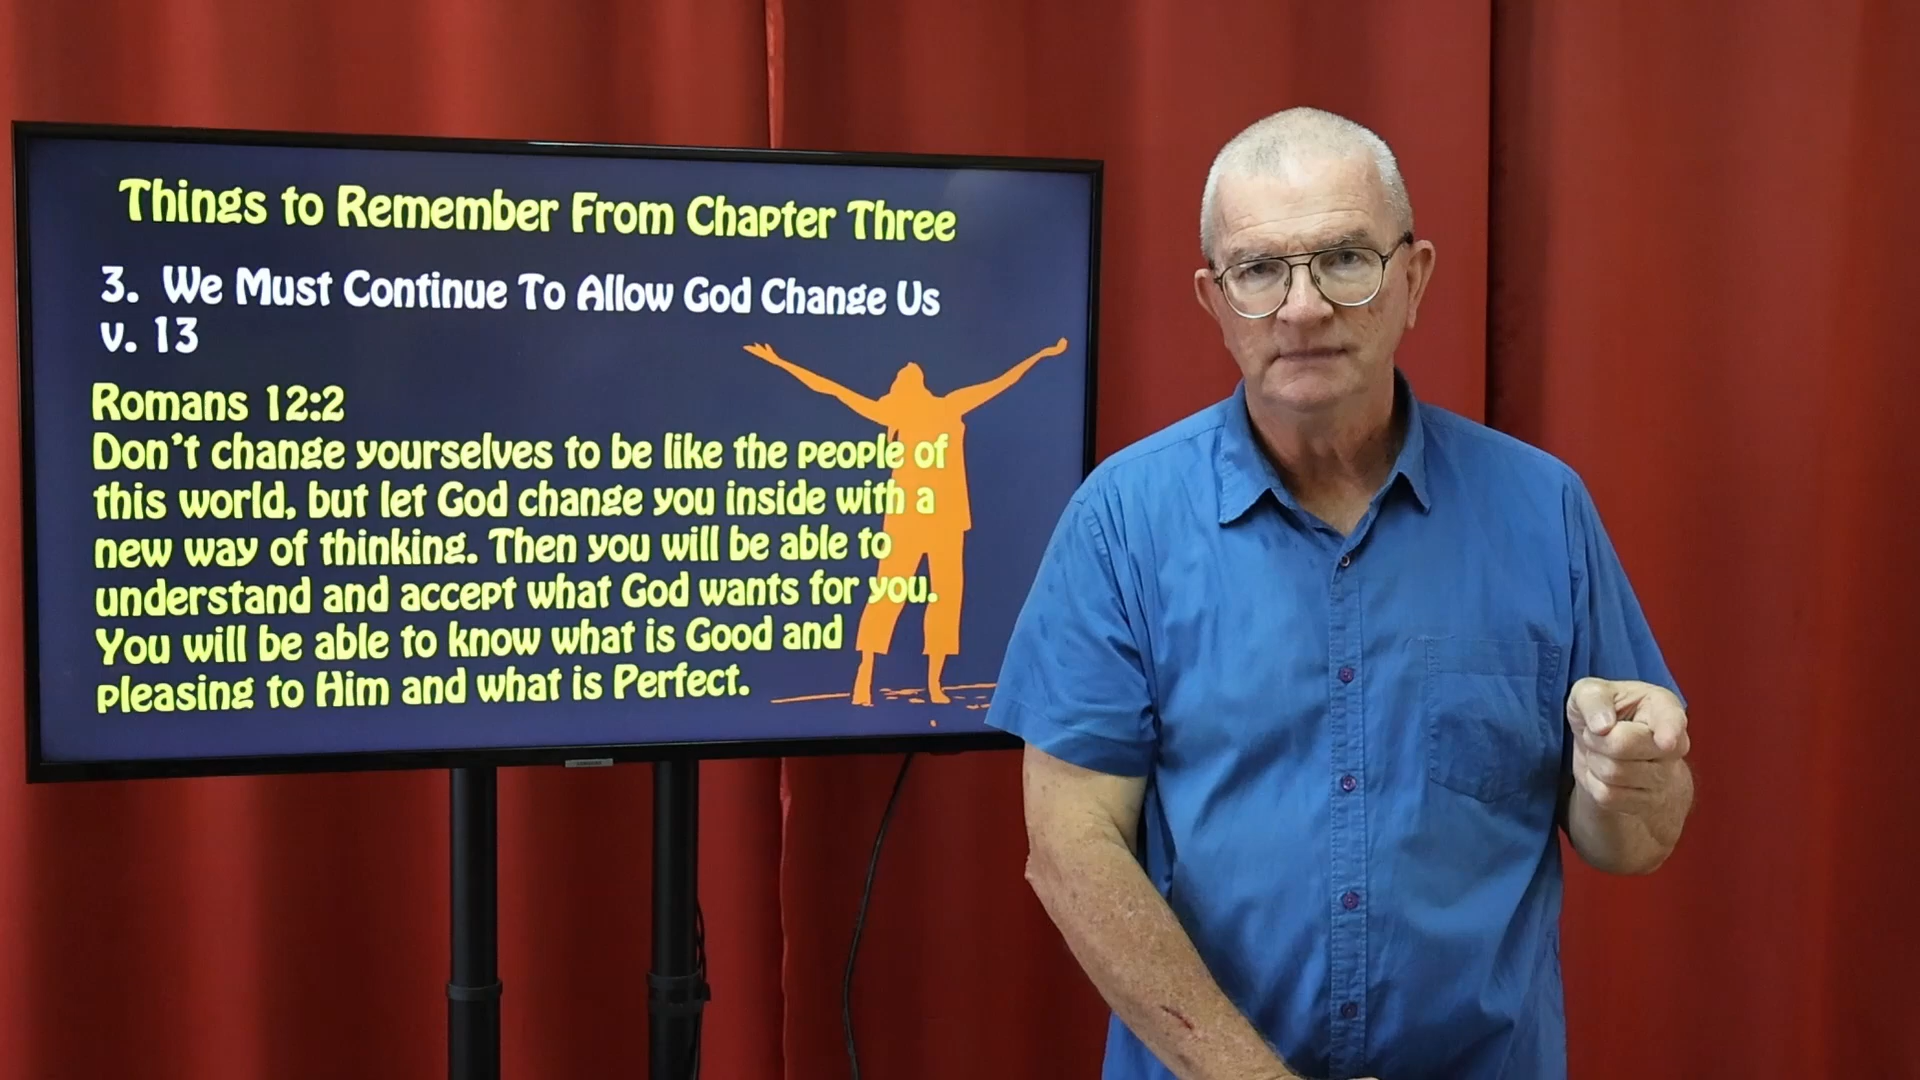 Things to Remember From Chapter Three
3. We Must Continue To Allow God Change Us
v. 13
Romans 12:2
Don't change yourselves to be like the people of
this world, but let God change you inside with a
new way of thinking. Then you will be able to
understand and accept what God wants for you.
You will be able to know what is Good and
pleasing to Him and what is Perfect.